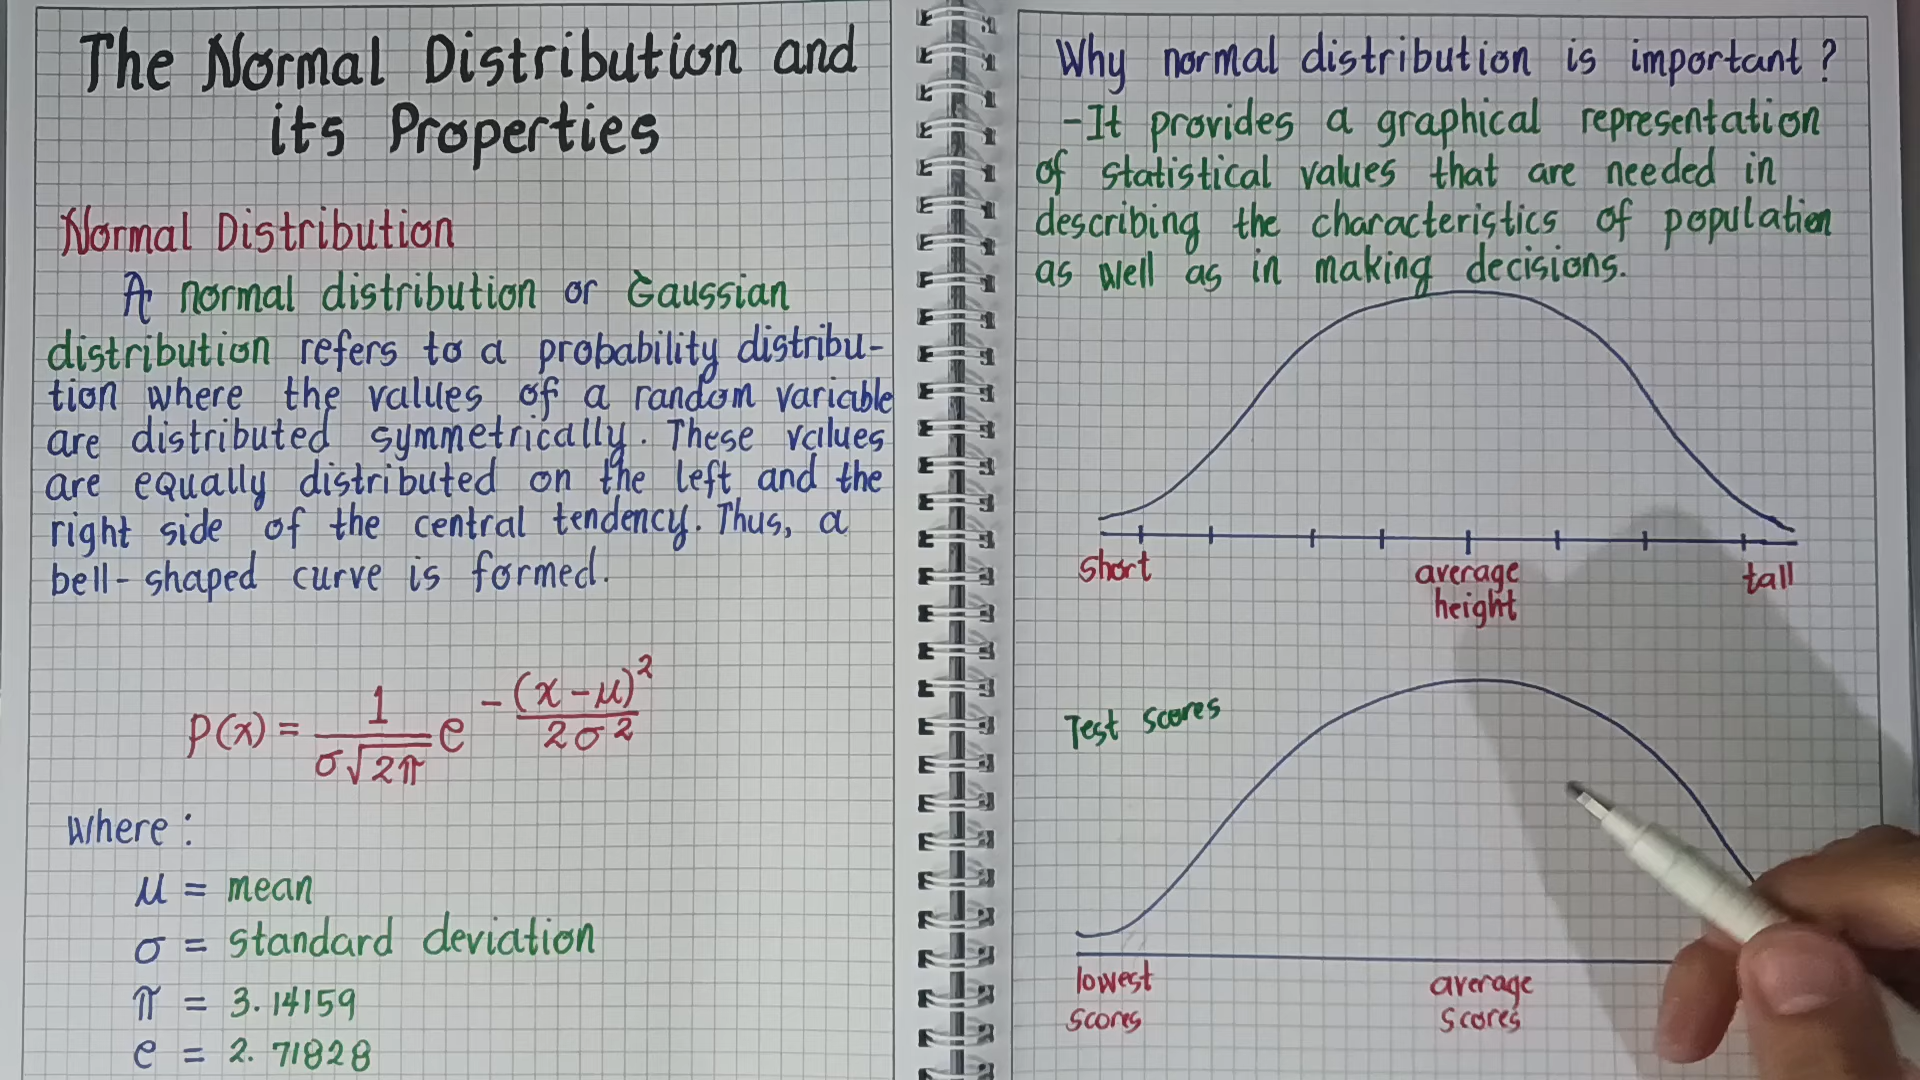 The Normal Distribution and
its Properties
Normal Distribution
A normal distribution or Gaussian
distribution refers to a probability distribu-
tion where the values of a random variable
are distributed symmetrically. These values
are equally distributed on the left and the
right side of the central tendency. Thus, a
bell-shaped curve is formed.
P(x) = 1/(σ√2π) e^(-(x-μ)²/2σ²)
Where:
μ = mean
σ = standard deviation
π = 3.14159
e = 2.71828
Why normal distribution is important?
-It provides a graphical representation
of statistical values that are needed in
describing the characteristics of population
as well as in making decisions.
short
average
height
tall
Test scores
lowest
scores
average
scores